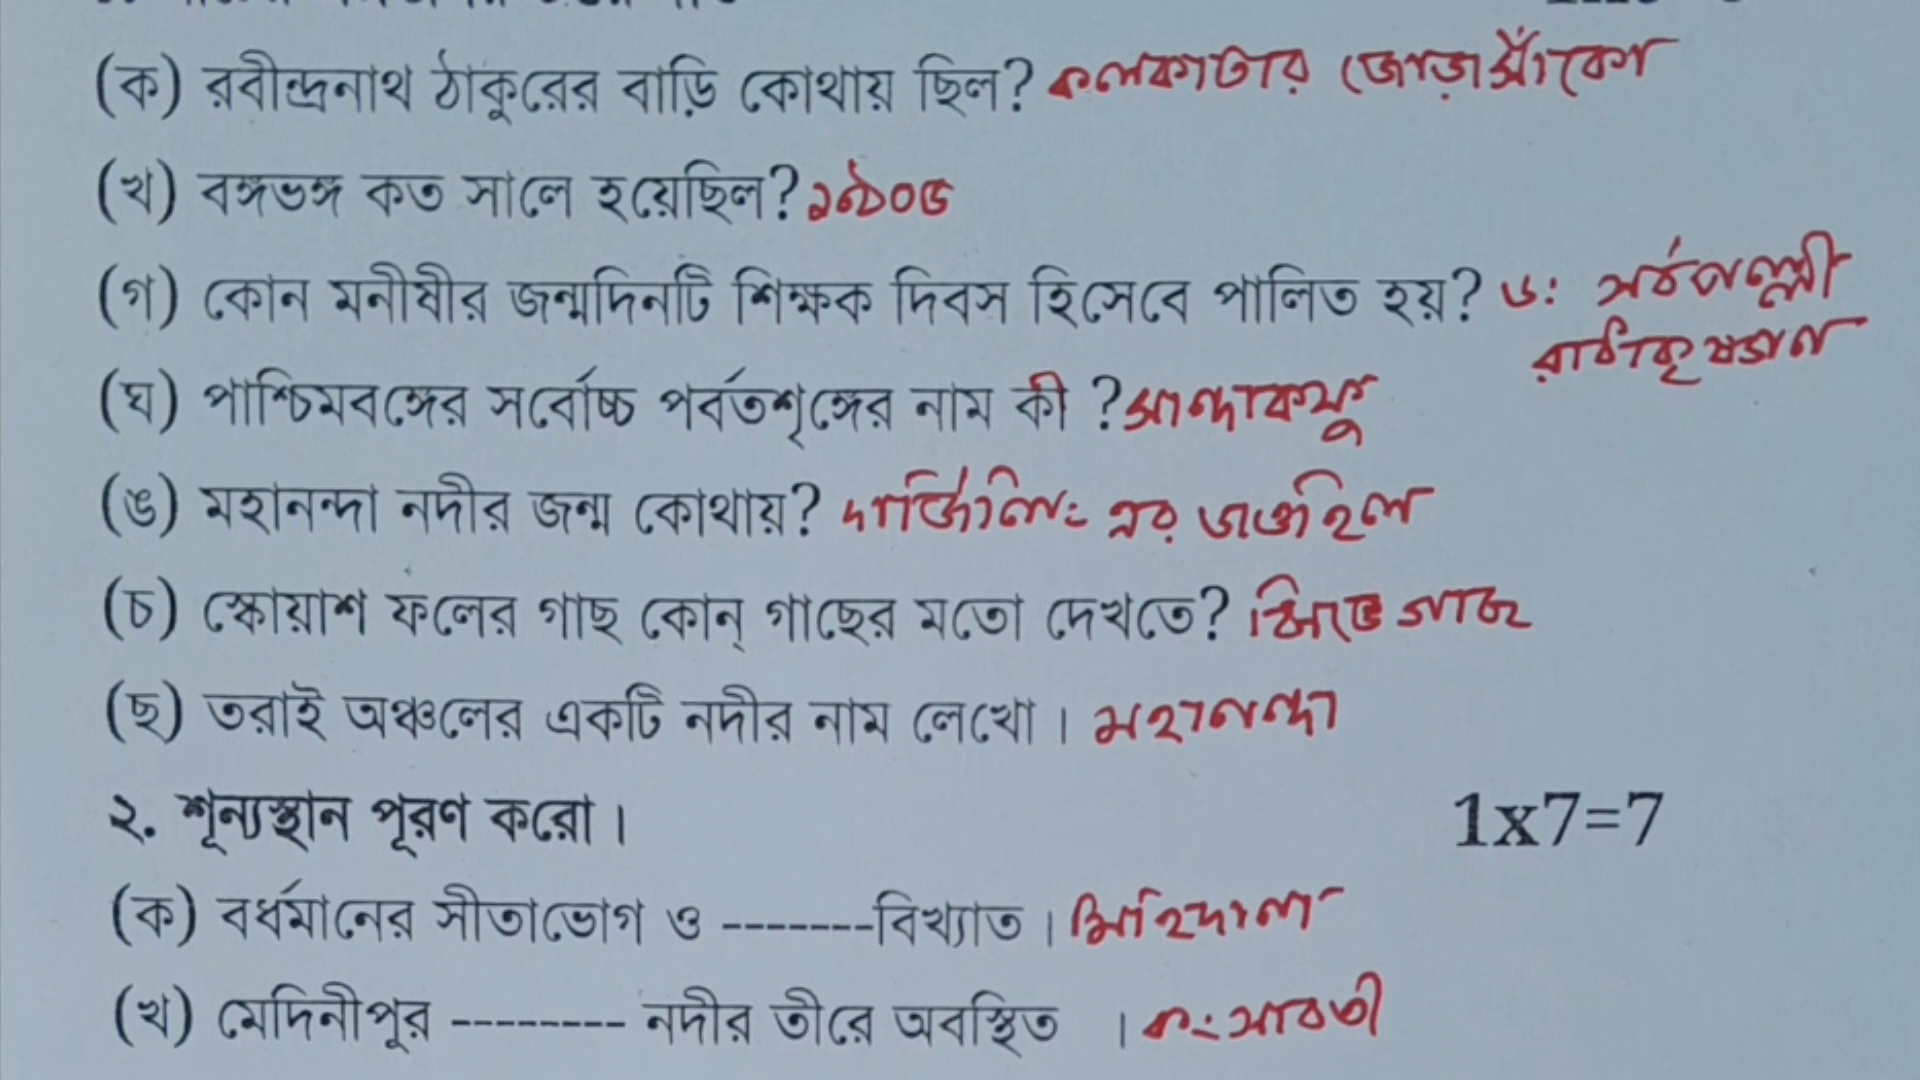 (ক) রবীন্দ্রনাথ ঠাকুরের বাড়ি কোথায় ছিল? কলকাতার জোড়াসাঁকো
(খ) বঙ্গভঙ্গ কত সালে হয়েছিল? ১৯০৫
(গ) কোন মনীষীর জন্মদিনটি শিক্ষক দিবস হিসেবে পালিত হয়? ডঃ সর্বপল্লী
রাধাকৃষ্ণাণ
(ঘ) পাশ্চিমবঙ্গের সর্বোচ্চ পর্বতশৃঙ্গের নাম কী ? সান্দাকফু
(ঙ) মহানন্দা নদীর জন্ম কোথায়? দার্জিলিং এর ডাওহিল
(চ) স্কোয়াশ ফলের গাছ কোন্ গাছের মতো দেখতে? ঝিঙে গাছ
(ছ) তরাই অঞ্চলের একটি নদীর নাম লেখো । মহানন্দা
২. শূন্যস্থান পূরণ করো । 1x7=7
(ক) বর্ধমানের সীতাভোগ ও -------বিখ্যাত । মিহিদানা
(খ) মেদিনীপুর -------- নদীর তীরে অবস্থিত । কংসাবতী